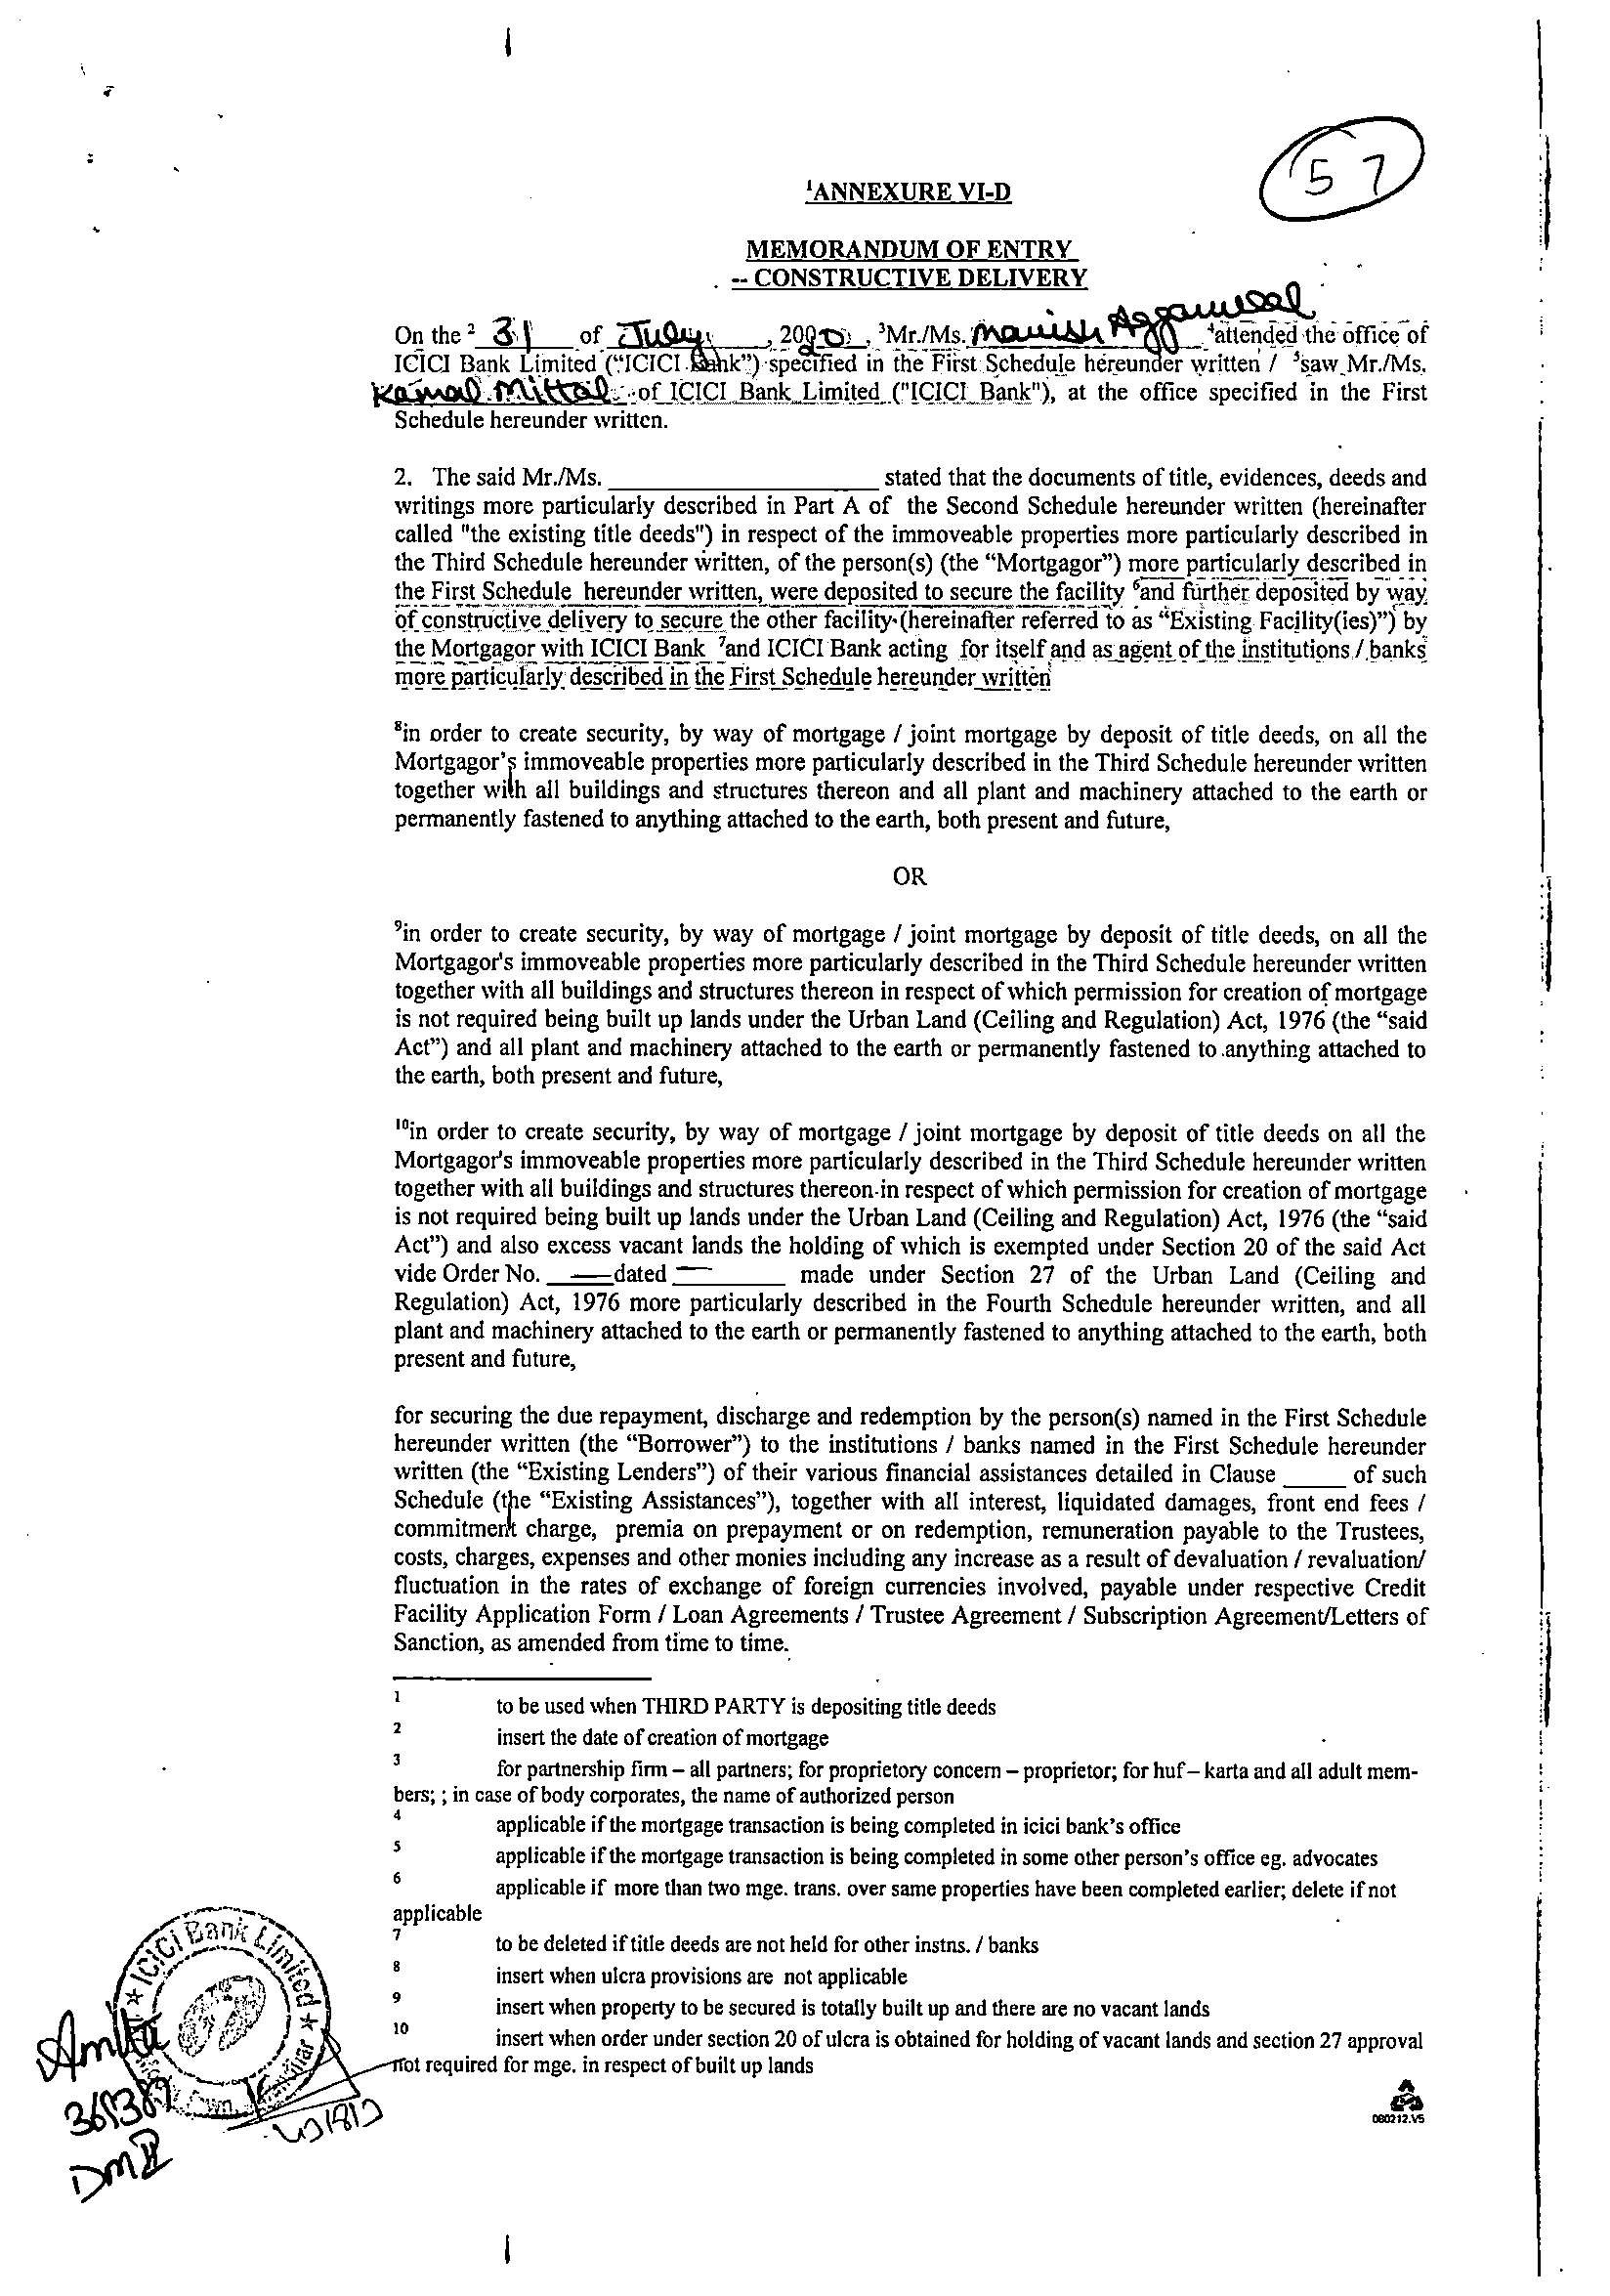 57
¹ANNEXURE VI-D
MEMORANDUM OF ENTRY
-- CONSTRUCTIVE DELIVERY
On the ² 31 of July, 2020, ³Mr./Ms. Manish Aggarwal ⁴attended the office of
ICICI Bank Limited (“ICICI Bank”) specified in the First Schedule hereunder written / ⁵saw Mr./Ms.
Kamal Mittal of ICICI Bank Limited ("ICICI Bank"), at the office specified in the First
Schedule hereunder written.
2. The said Mr./Ms. ____________ stated that the documents of title, evidences, deeds and
writings more particularly described in Part A of the Second Schedule hereunder written (hereinafter
called "the existing title deeds") in respect of the immoveable properties more particularly described in
the Third Schedule hereunder written, of the person(s) (the “Mortgagor”) more particularly described in
the First Schedule hereunder written, were deposited to secure the facility ⁶and further deposited by way
of constructive delivery to secure the other facility (hereinafter referred to as “Existing Facility(ies)”) by
the Mortgagor with ICICI Bank ⁷and ICICI Bank acting for itself and as agent of the institutions / banks
more particularly described in the First Schedule hereunder written
⁸in order to create security, by way of mortgage / joint mortgage by deposit of title deeds, on all the
Mortgagor's immoveable properties more particularly described in the Third Schedule hereunder written
together with all buildings and structures thereon and all plant and machinery attached to the earth or
permanently fastened to anything attached to the earth, both present and future,
OR
⁹in order to create security, by way of mortgage / joint mortgage by deposit of title deeds, on all the
Mortgagor's immoveable properties more particularly described in the Third Schedule hereunder written
together with all buildings and structures thereon in respect of which permission for creation of mortgage
is not required being built up lands under the Urban Land (Ceiling and Regulation) Act, 1976 (the “said
Act”) and all plant and machinery attached to the earth or permanently fastened to anything attached to
the earth, both present and future,
¹⁰in order to create security, by way of mortgage / joint mortgage by deposit of title deeds on all the
Mortgagor's immoveable properties more particularly described in the Third Schedule hereunder written
together with all buildings and structures thereon in respect of which permission for creation of mortgage
is not required being built up lands under the Urban Land (Ceiling and Regulation) Act, 1976 (the “said
Act”) and also excess vacant lands the holding of which is exempted under Section 20 of the said Act
vide Order No. ____ dated ____ made under Section 27 of the Urban Land (Ceiling and
Regulation) Act, 1976 more particularly described in the Fourth Schedule hereunder written, and all
plant and machinery attached to the earth or permanently fastened to anything attached to the earth, both
present and future,
for securing the due repayment, discharge and redemption by the person(s) named in the First Schedule
hereunder written (the “Borrower”) to the institutions / banks named in the First Schedule hereunder
written (the “Existing Lenders”) of their various financial assistances detailed in Clause ____ of such
Schedule (the “Existing Assistances”), together with all interest, liquidated damages, front end fees /
commitment charge, premia on prepayment or on redemption, remuneration payable to the Trustees,
costs, charges, expenses and other monies including any increase as a result of devaluation / revaluation/
fluctuation in the rates of exchange of foreign currencies involved, payable under respective Credit
Facility Application Form / Loan Agreements / Trustee Agreement / Subscription Agreement/Letters of
Sanction, as amended from time to time.
1 to be used when THIRD PARTY is depositing title deeds
2 insert the date of creation of mortgage
3 for partnership firm – all partners; for proprietory concern – proprietor; for huf – karta and all adult mem-
bers; ; in case of body corporates, the name of authorized person
4 applicable if the mortgage transaction is being completed in icici bank's office
5 applicable if the mortgage transaction is being completed in some other person's office eg. advocates
6 applicable if more than two mge. trans. over same properties have been completed earlier; delete if not
applicable
7 to be deleted if title deeds are not held for other instns. / banks
8 insert when ulcra provisions are not applicable
9 insert when property to be secured is totally built up and there are no vacant lands
10 insert when order under section 20 of ulcra is obtained for holding of vacant lands and section 27 approval
not required for mge. in respect of built up lands
ICICI Bank Limited
DM II
080212.V5